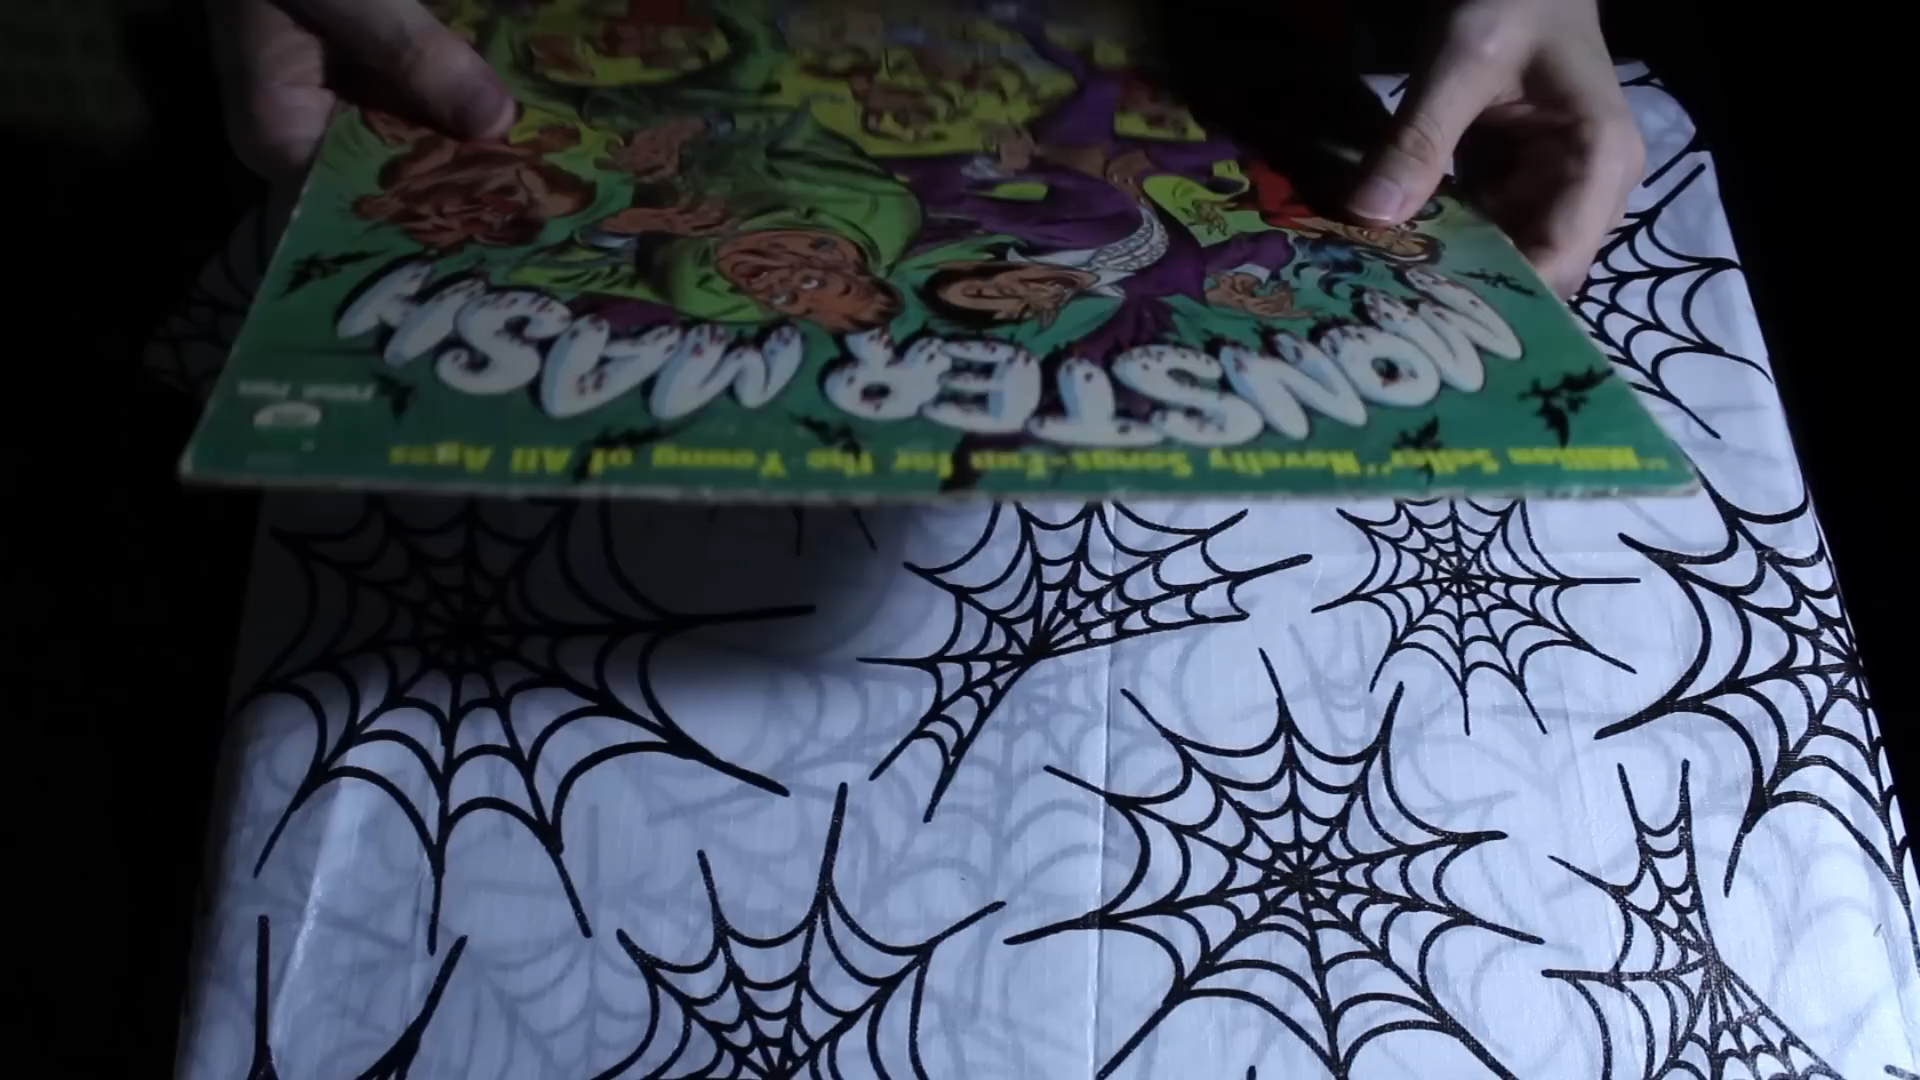 "Million Seller" Novelty Songs-Fun for the Young of All Ages
MONSTER MASH